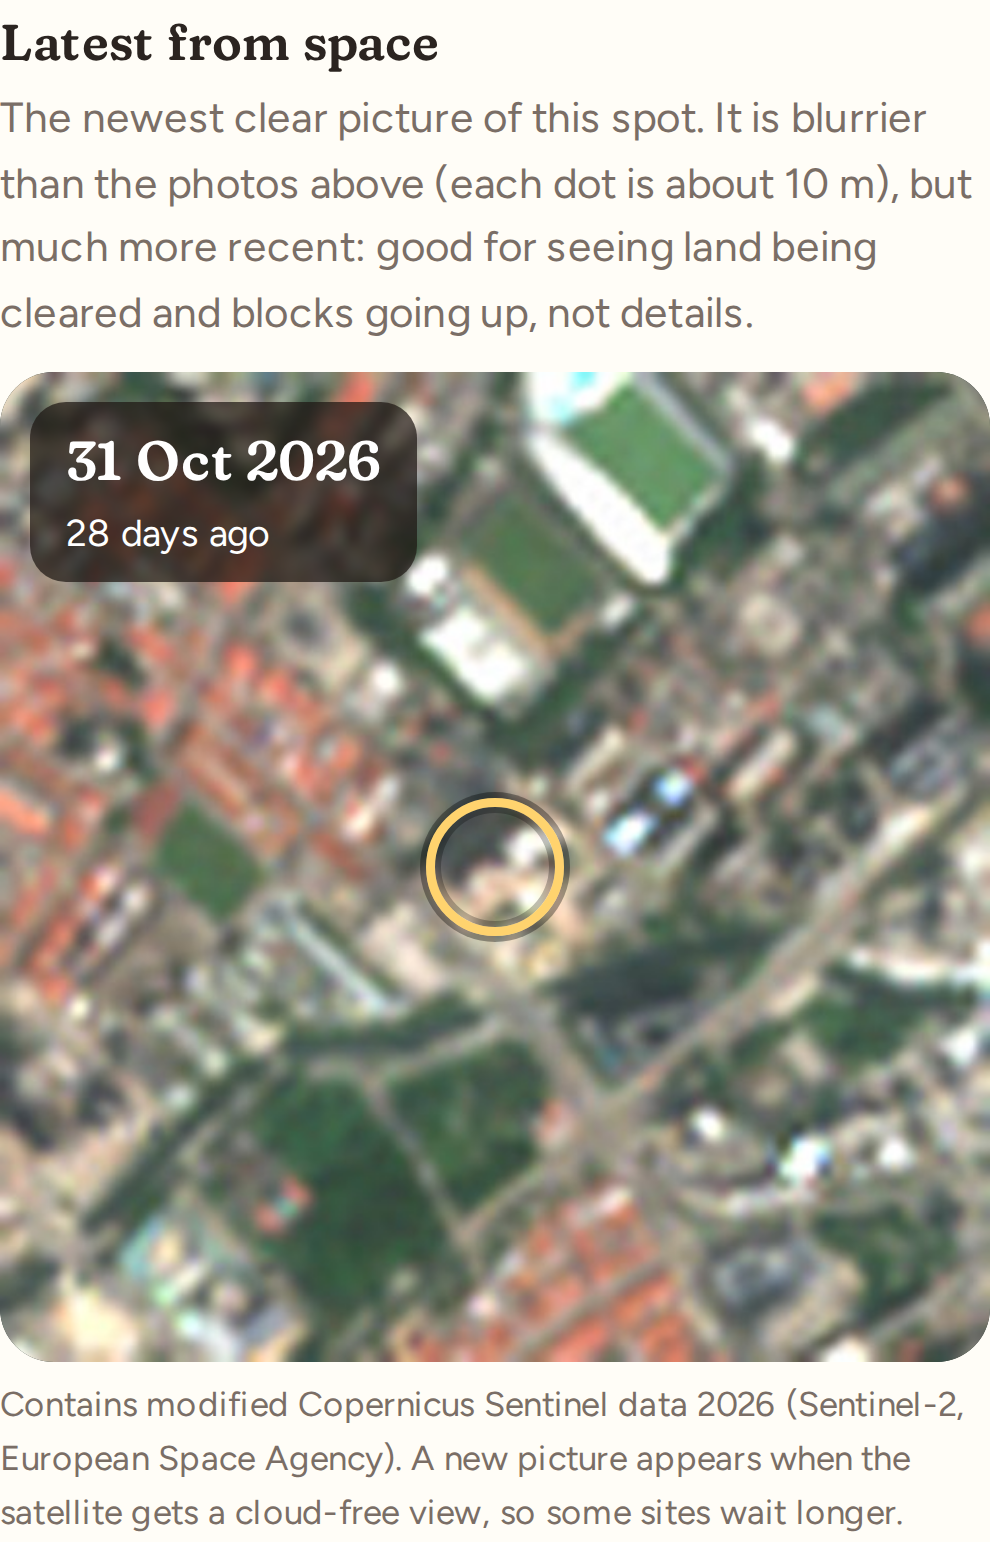 Latest from space
The newest clear picture of this spot. It is blurrier
than the photos above (each dot is about 10 m), but
much more recent: good for seeing land being
cleared and blocks going up, not details.
31 Oct 2026
28 days ago
Contains modified Copernicus Sentinel data 2026 (Sentinel-2,
European Space Agency). A new picture appears when the
satellite gets a cloud-free view, so some sites wait longer.